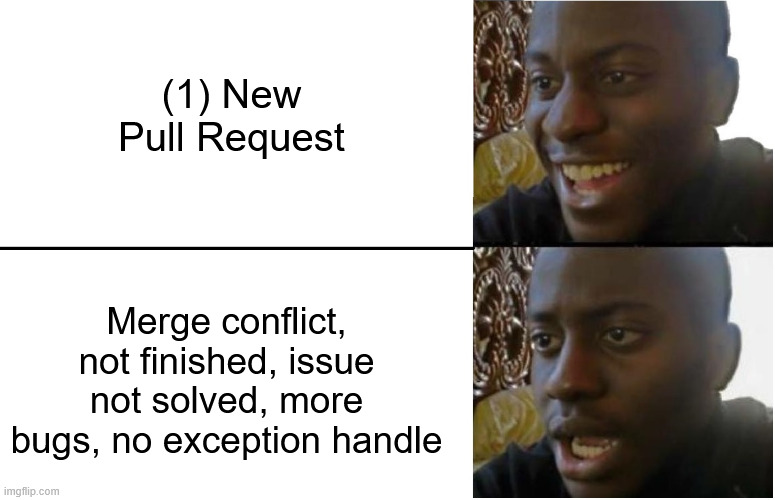 (1) New
Pull Request
Merge conflict,
not finished, issue
not solved, more
bugs, no exception handle
imgflip.com